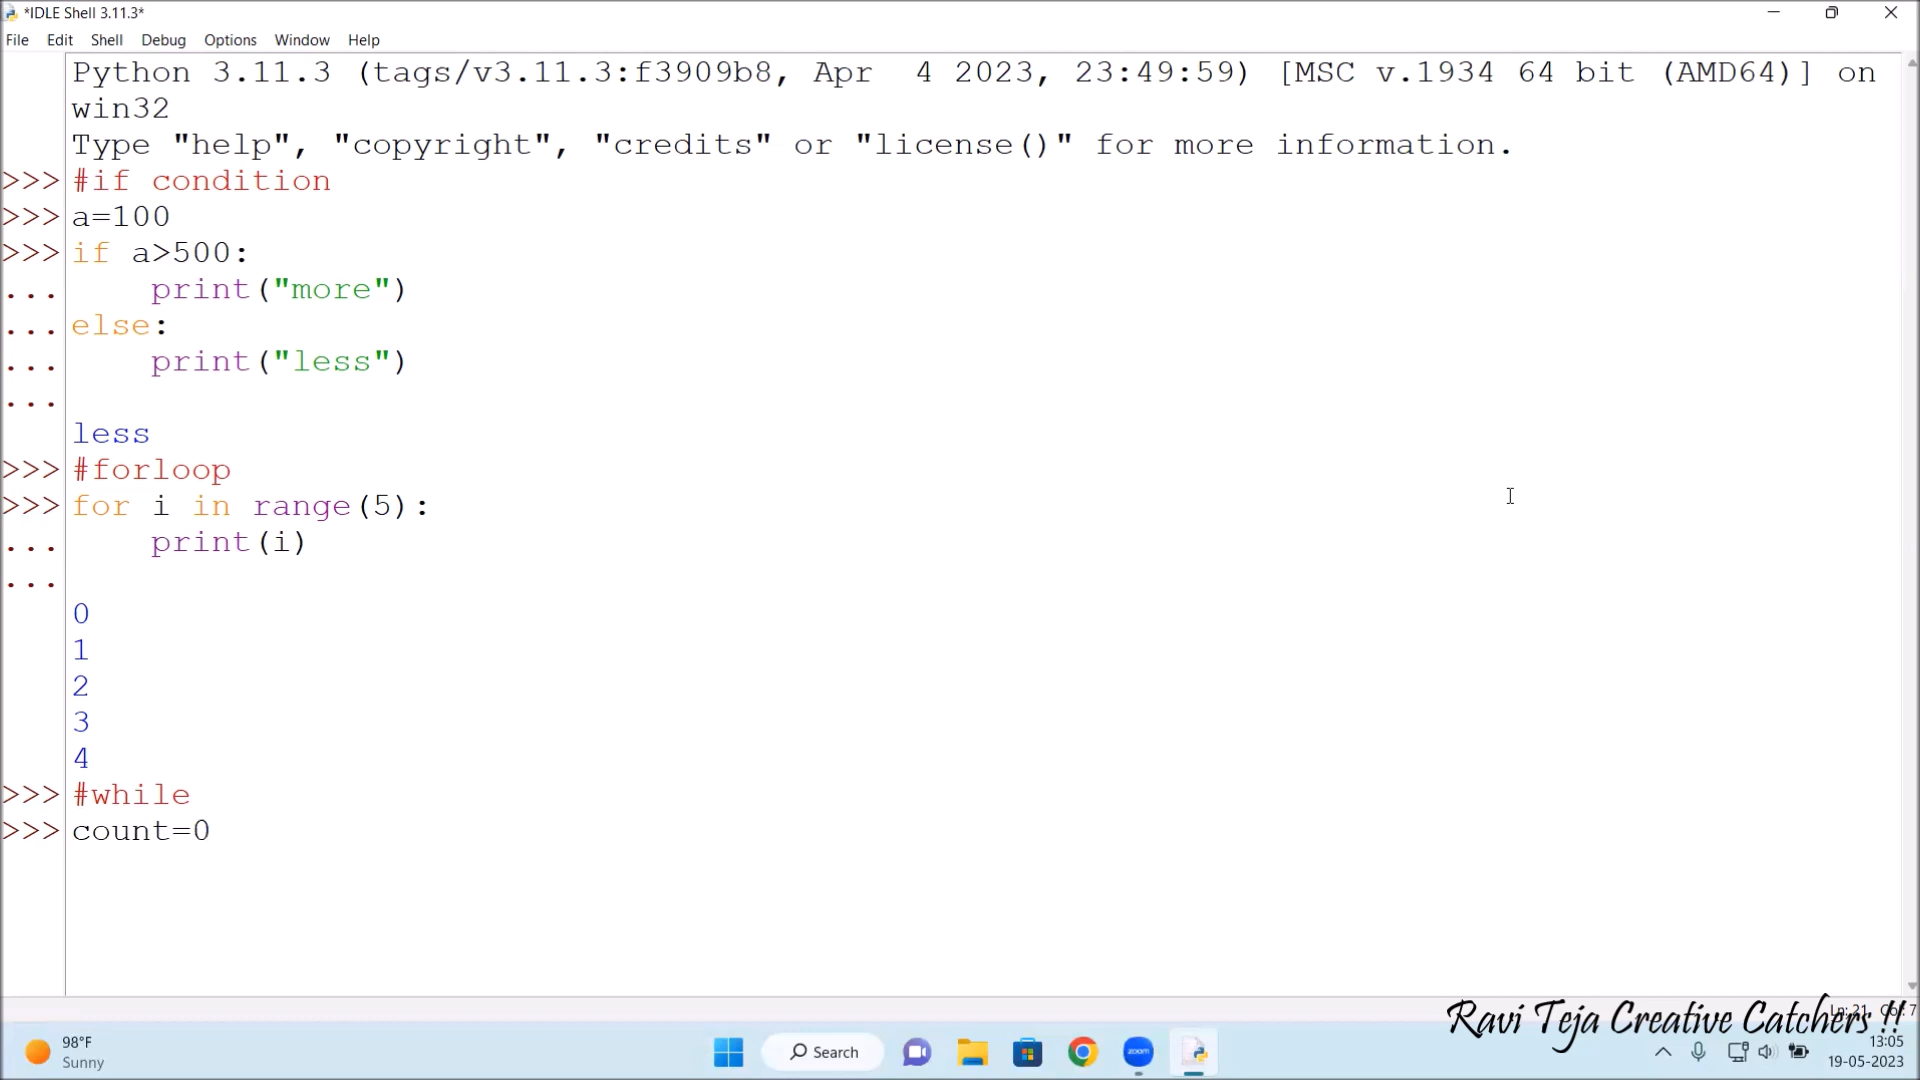 *IDLE Shell 3.11.3*
File Edit Shell Debug Options Window Help
Python 3.11.3 (tags/v3.11.3:f3909b8, Apr  4 2023, 23:49:59) [MSC v.1934 64 bit (AMD64)] on
win32
Type "help", "copyright", "credits" or "license()" for more information.
>>> #if condition
>>> a=100
>>> if a>500:
...     print("more")
... else:
...     print("less")
...
less
>>> #forloop
>>> for i in range(5):
...     print(i)
...
0
1
2
3
4
>>> #while
>>> count=0
Ravi Teja Creative Catchers !!
98°F
Sunny
Search
zoom
13:05
19-05-2023